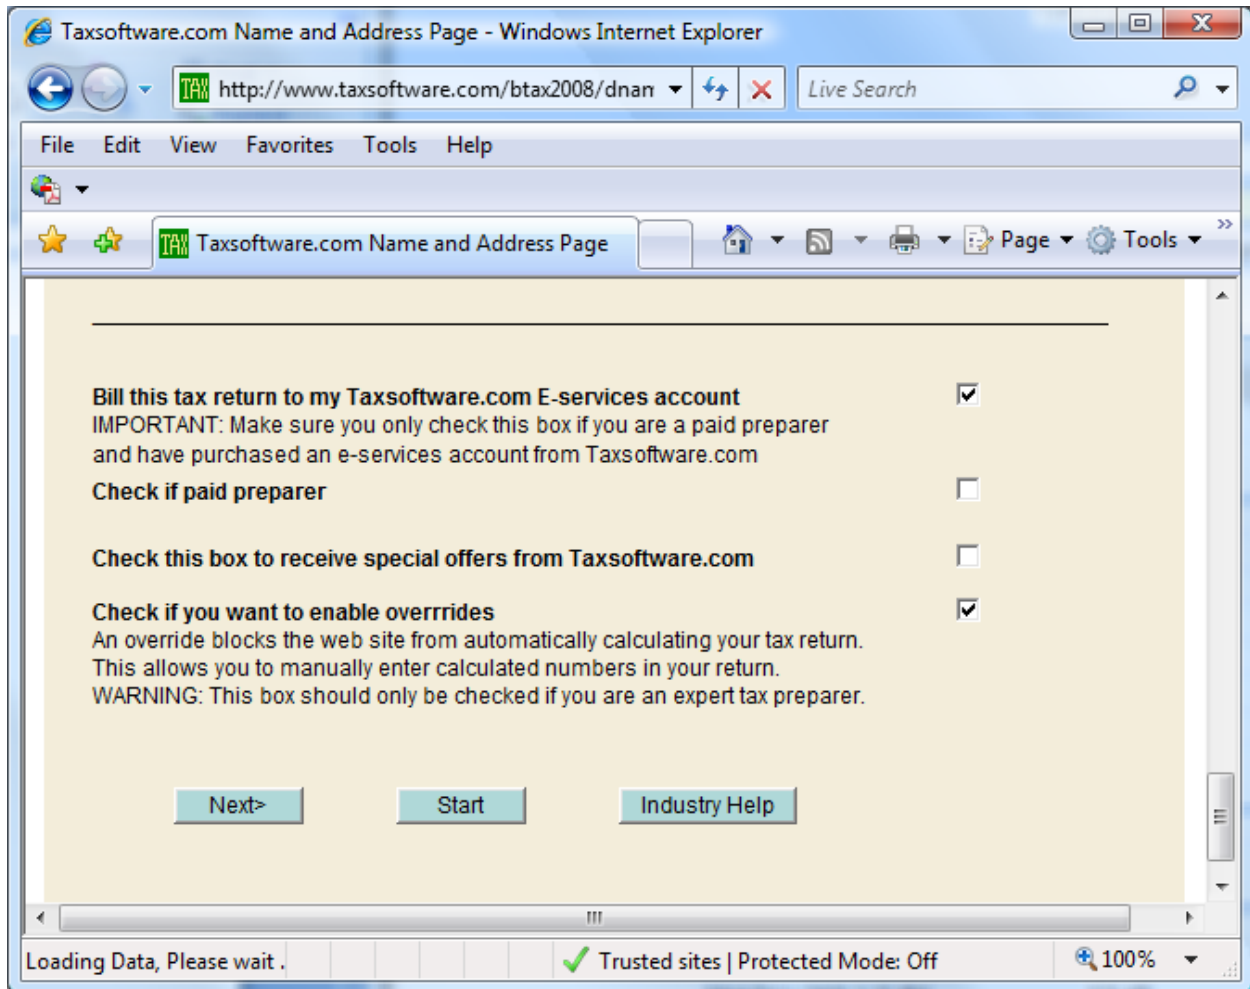 Taxsoftware.com Name and Address Page - Windows Internet Explorer
TAX http://www.taxsoftware.com/btax2008/dnam Live Search
File Edit View Favorites Tools Help
TAX Taxsoftware.com Name and Address Page Page Tools
Bill this tax return to my Taxsoftware.com E-services account
IMPORTANT: Make sure you only check this box if you are a paid preparer
and have purchased an e-services account from Taxsoftware.com
Check if paid preparer
Check this box to receive special offers from Taxsoftware.com
Check if you want to enable overrrides
An override blocks the web site from automatically calculating your tax return.
This allows you to manually enter calculated numbers in your return.
WARNING: This box should only be checked if you are an expert tax preparer.
Next> Start Industry Help
Loading Data, Please wait . Trusted sites | Protected Mode: Off 100%